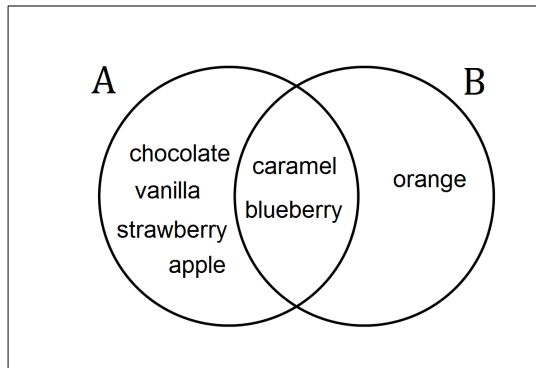 A
B
chocolate
caramel
orange
vanilla
blueberry
strawberry
apple